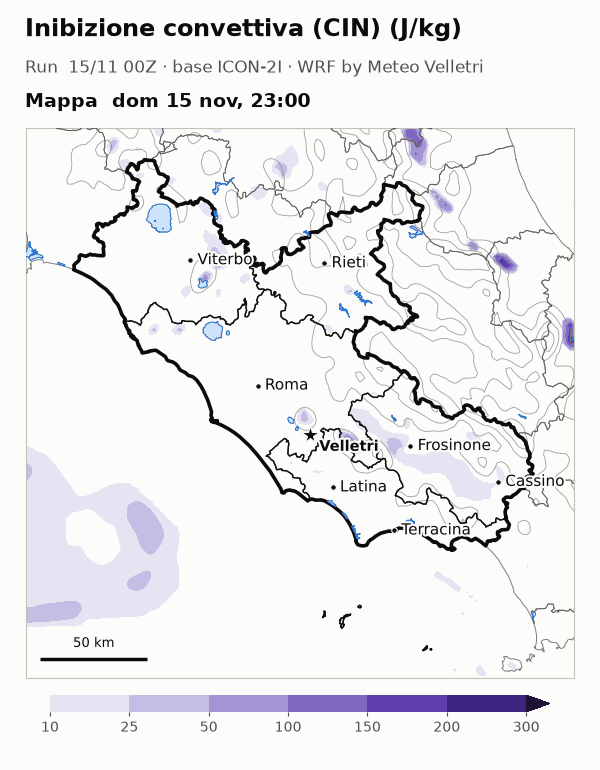 Inibizione convettiva (CIN) (J/kg)
Run 15/11 00Z · base ICON-2I · WRF by Meteo Velletri
Mappa dom 15 nov, 23:00
Viterbo
Rieti
Roma
Velletri
Frosinone
Latina
Cassino
Terracina
50 km
10 25 50 100 150 200 300